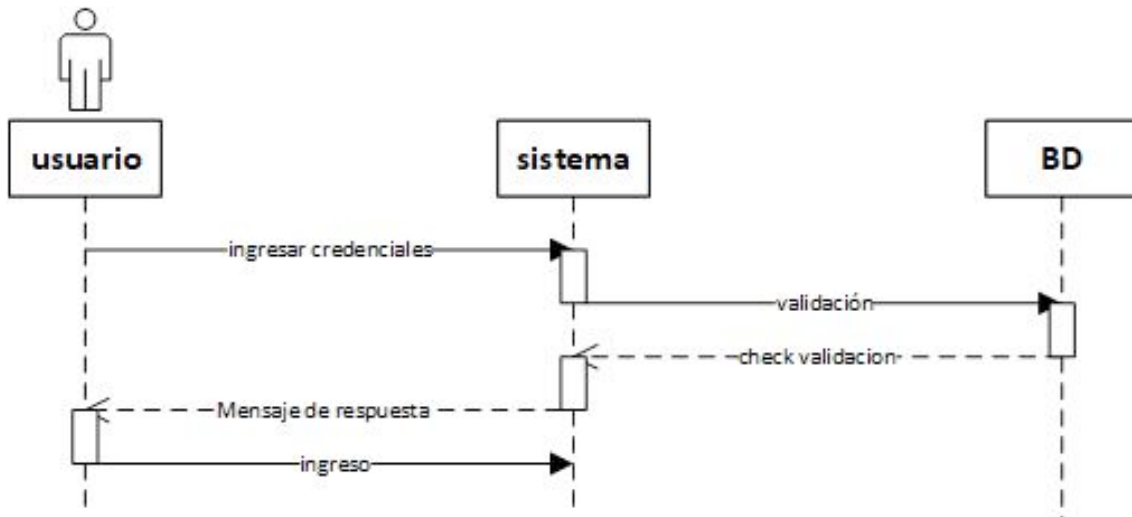 usuario
sistema
BD
ingresar credenciales
validación
check validacion
Mensaje de respuesta
ingreso